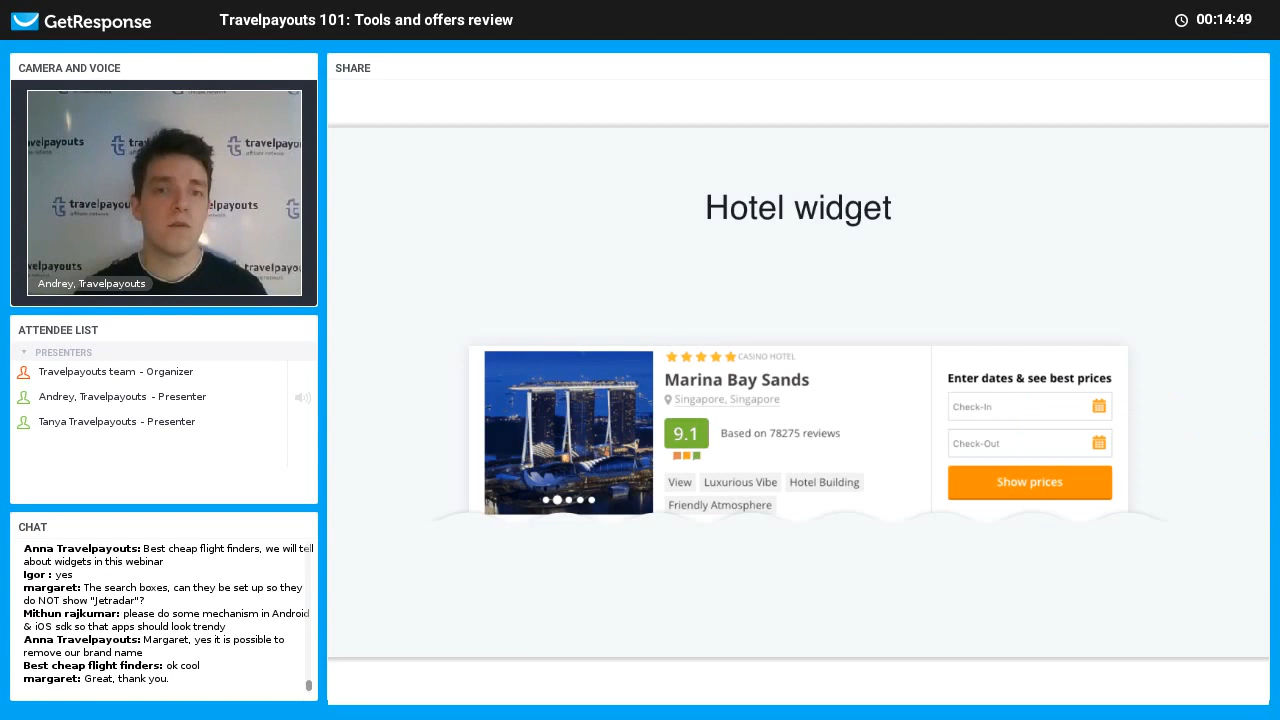 GetResponse
Travelpayouts 101: Tools and offers review
00:14:49
CAMERA AND VOICE
travelpayouts
Andrey, Travelpayouts
ATTENDEE LIST
PRESENTERS
Travelpayouts team - Organizer
Andrey, Travelpayouts - Presenter
Tanya Travelpayouts - Presenter
CHAT
Anna Travelpayouts: Best cheap flight finders, we will tell
about widgets in this webinar
Igor : yes
margaret: The search boxes, can they be set up so they
do NOT show "Jetradar"?
Mithun rajkumar: please do some mechanism in Android
& iOS sdk so that apps should look trendy
Anna Travelpayouts: Margaret, yes it is possible to
remove our brand name
Best cheap flight finders: ok cool
margaret: Great, thank you.
SHARE
Hotel widget
CASINO HOTEL
Marina Bay Sands
Singapore, Singapore
9.1 Based on 78275 reviews
View Luxurious Vibe Hotel Building
Friendly Atmosphere
Enter dates & see best prices
Check-In
Check-Out
Show prices